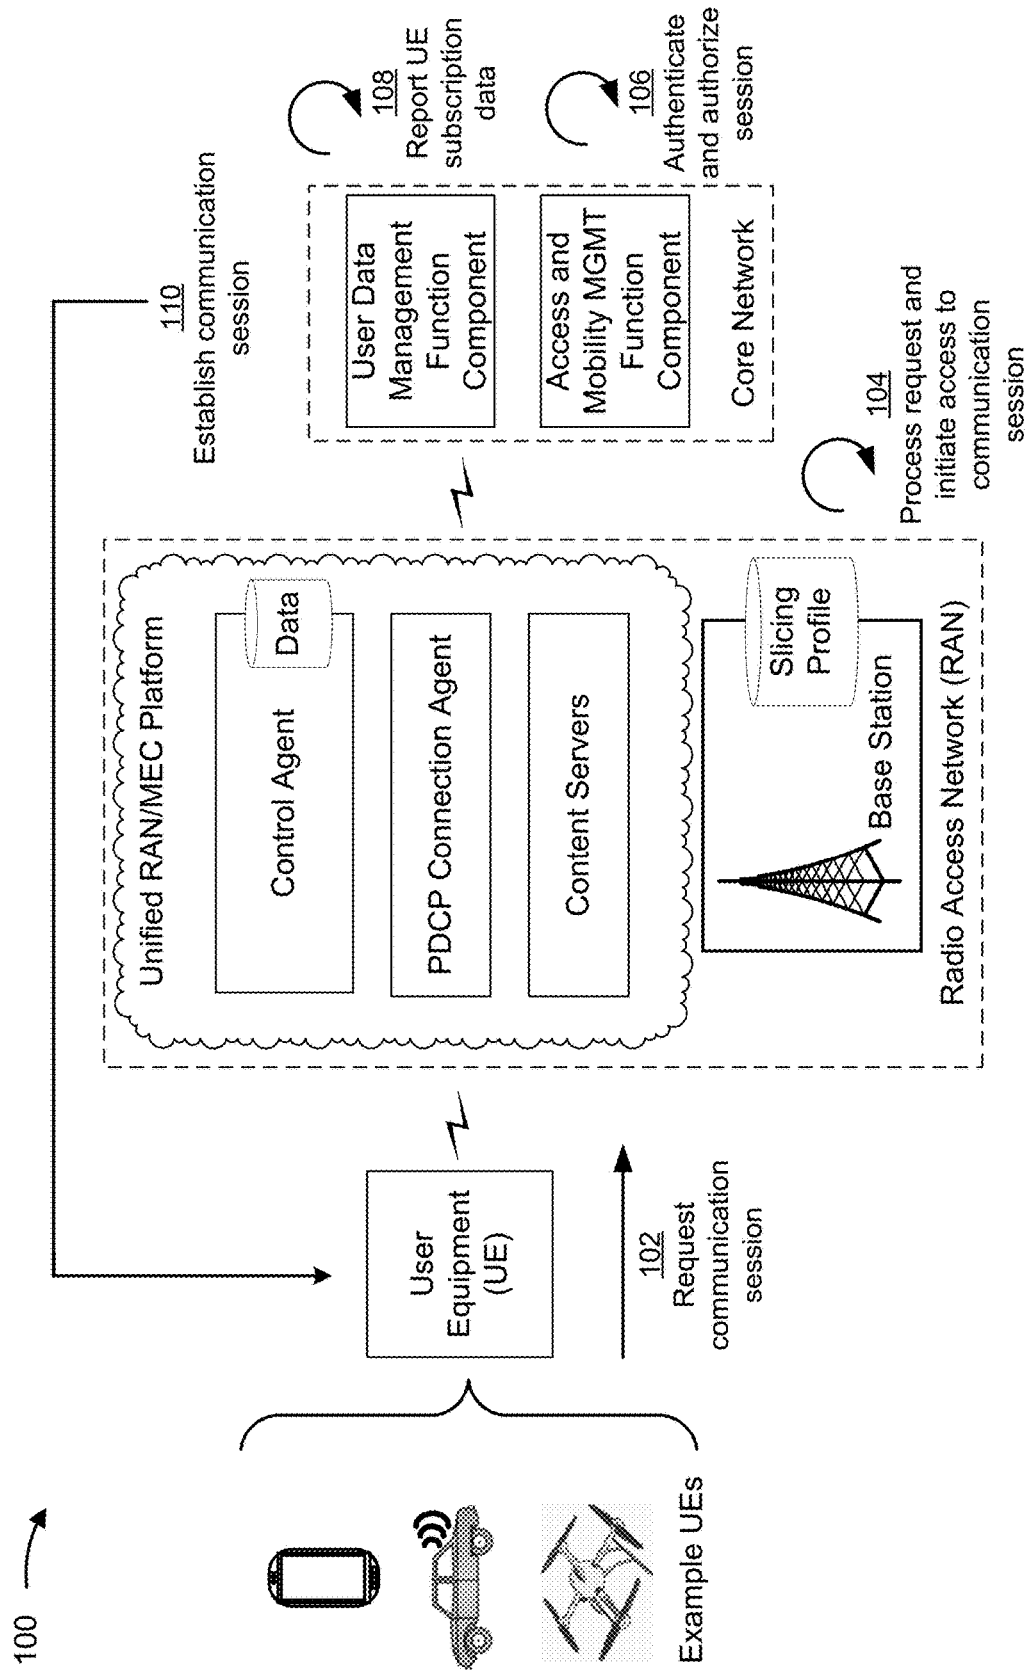 100
Example UEs
User
Equipment
(UE)
102
Request
communication
session
Unified RAN/MEC Platform
Control Agent
Data
PDCP Connection Agent
Content Servers
Slicing
Profile
Base Station
Radio Access Network (RAN)
104
Process request and
initiate access to
communication
session
User Data
Management
Function
Component
Access and
Mobility MGMT
Function
Component
Core Network
106
Authenticate
and authorize
session
108
Report UE
subscription
data
110
Establish communication
session